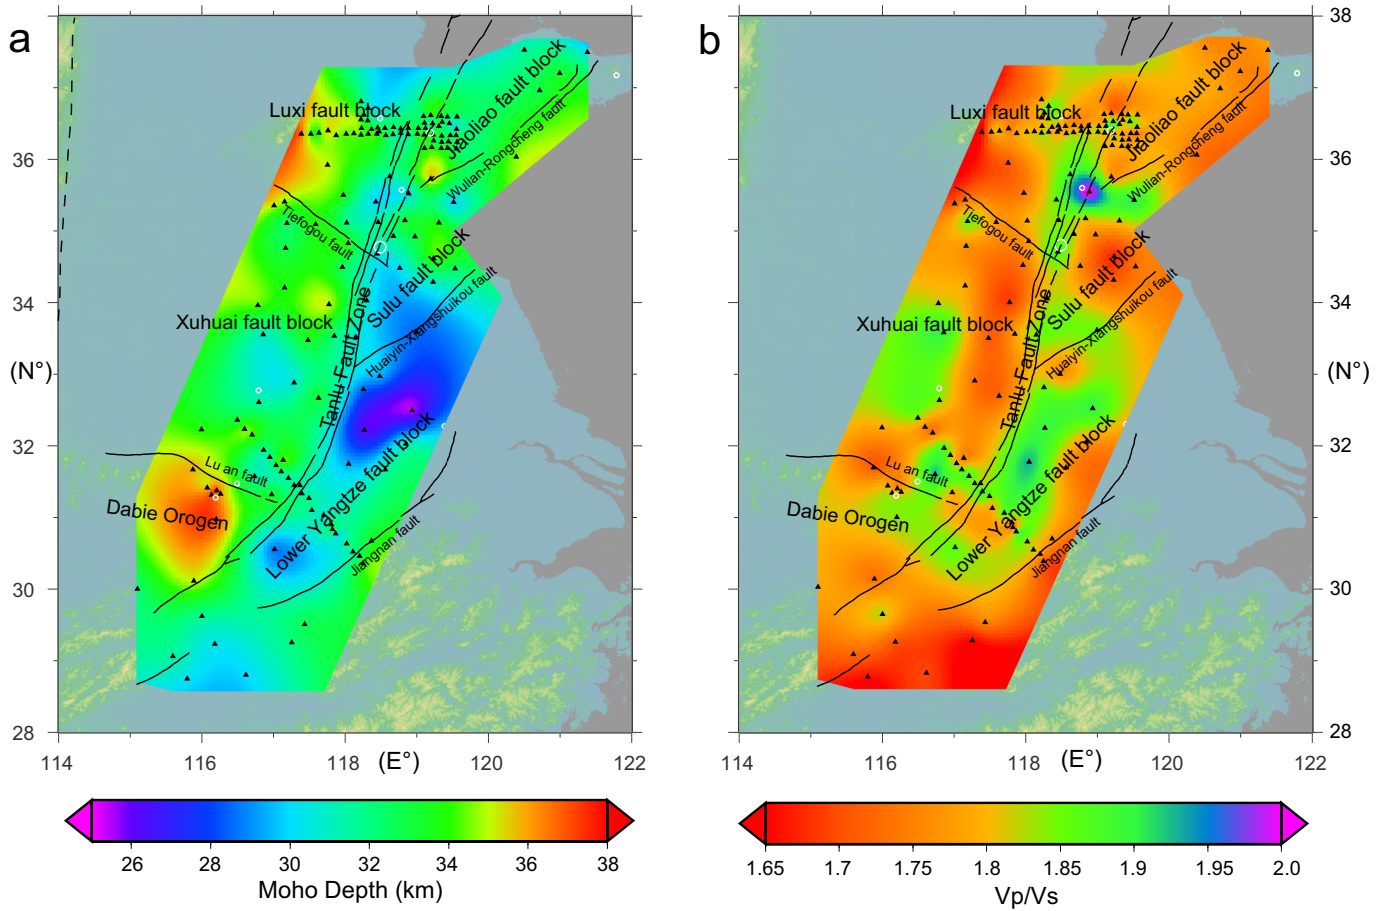 a
Luxi fault block
Jiaoliao fault block
Wulian-Rongcheng fault
Tiefogou fault
Sulu fault block
Xuhuai fault block
Tanlu Fault Zone
Huaiyin-Xiangshuikou fault
Lu an fault
Dabie Orogen
Lower Yangtze fault block
Jiangnan fault
36
34
(N°)
32
30
28
114
116
118
(E°)
120
122
26
28
30
32
34
36
38
Moho Depth (km)
b
Luxi fault block
Jiaoliao fault block
Wulian-Rongcheng fault
Tiefogou fault
Sulu fault block
Xuhuai fault block
Tanlu Fault Zone
Huaiyin-Xiangshuikou fault
Lu an fault
Dabie Orogen
Lower Yangtze fault block
Jiangnan fault
38
36
34
(N°)
32
30
28
114
116
118
(E°)
120
122
1.65
1.7
1.8
1.85
1.9
1.95
2.0
Vp/Vs